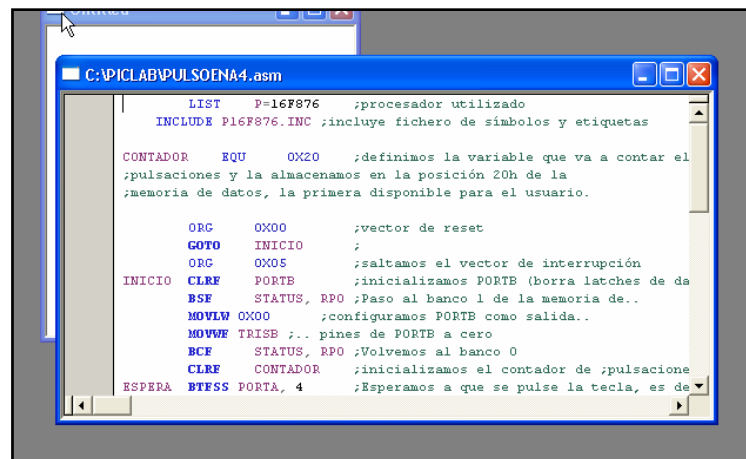 Untitled
C:\PICLAB\PULSOENA4.asm
LIST P=16F876 ;procesador utilizado
INCLUDE P16F876.INC ;incluye fichero de símbolos y etiquetas
CONTADOR EQU 0X20 ;definimos la variable que va a contar el
;pulsaciones y la almacenamos en la posición 20h de la
;memoria de datos, la primera disponible para el usuario.
ORG 0X00 ;vector de reset
GOTO INICIO ;
ORG 0X05 ;saltamos el vector de interrupción
INICIO CLRF PORTB ;inicializamos PORTB (borra latches de da
BSF STATUS, RPO ;Paso al banco 1 de la memoria de..
MOVLW 0X00 ;configuramos PORTB como salida..
MOVWF TRISB ;.. pines de PORTB a cero
BCF STATUS, RPO ;Volvemos al banco 0
CLRF CONTADOR ;inicializamos el contador de ;pulsacione
ESPERA BTFSS PORTA, 4 ;Esperamos a que se pulse la tecla, es de